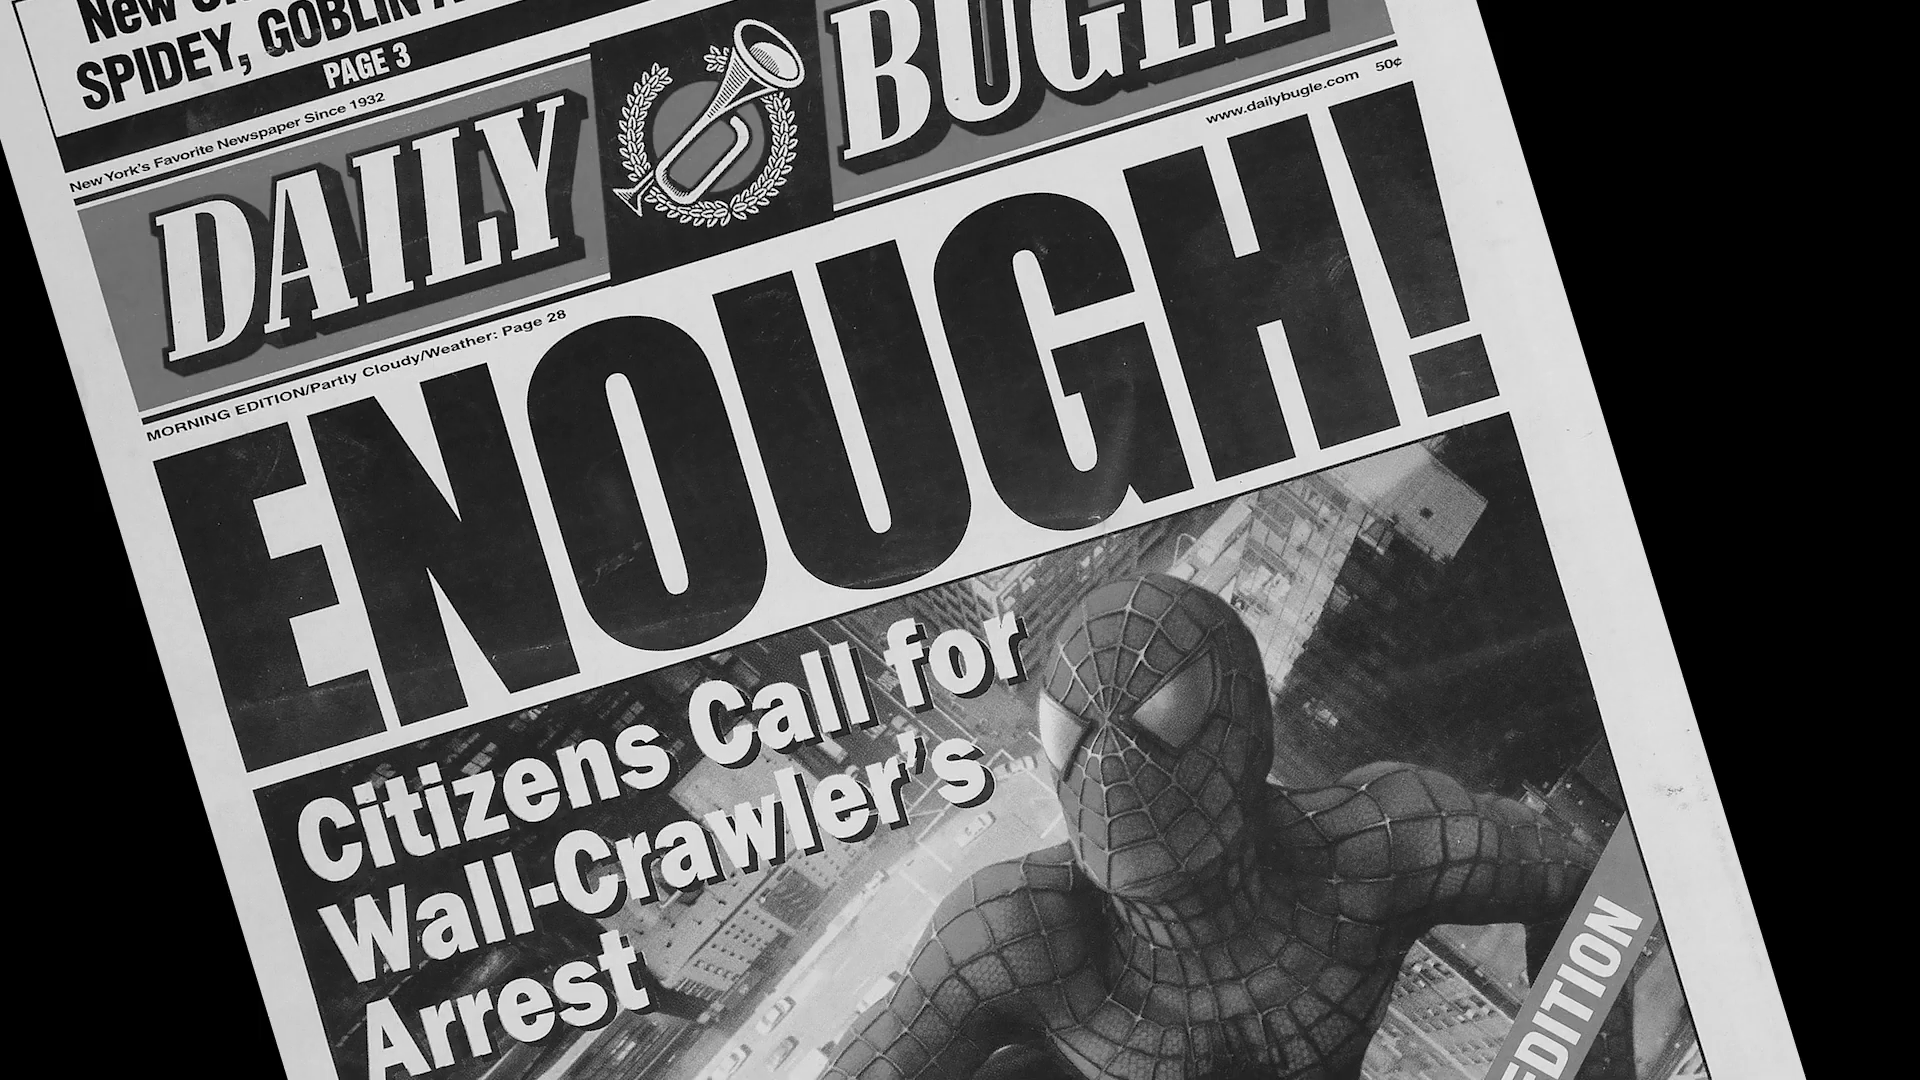 New
SPIDEY, GOBLIN
PAGE 3
New York's Favorite Newspaper Since 1932
DAILY BUGLE
www.dailybugle.com 50¢
MORNING EDITION/Partly Cloudy/Weather: Page 28
ENOUGH!
Citizens Call for
Wall-Crawler's
Arrest
EDITION